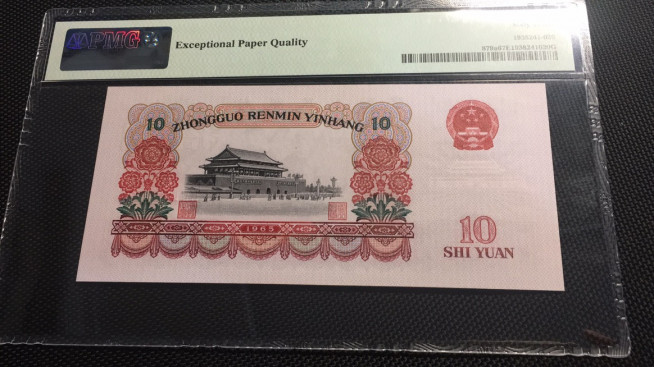 PMG
Exceptional Paper Quality
10 ZHONGGUO RENMIN YINHANG 10
1965
10
SHI YUAN